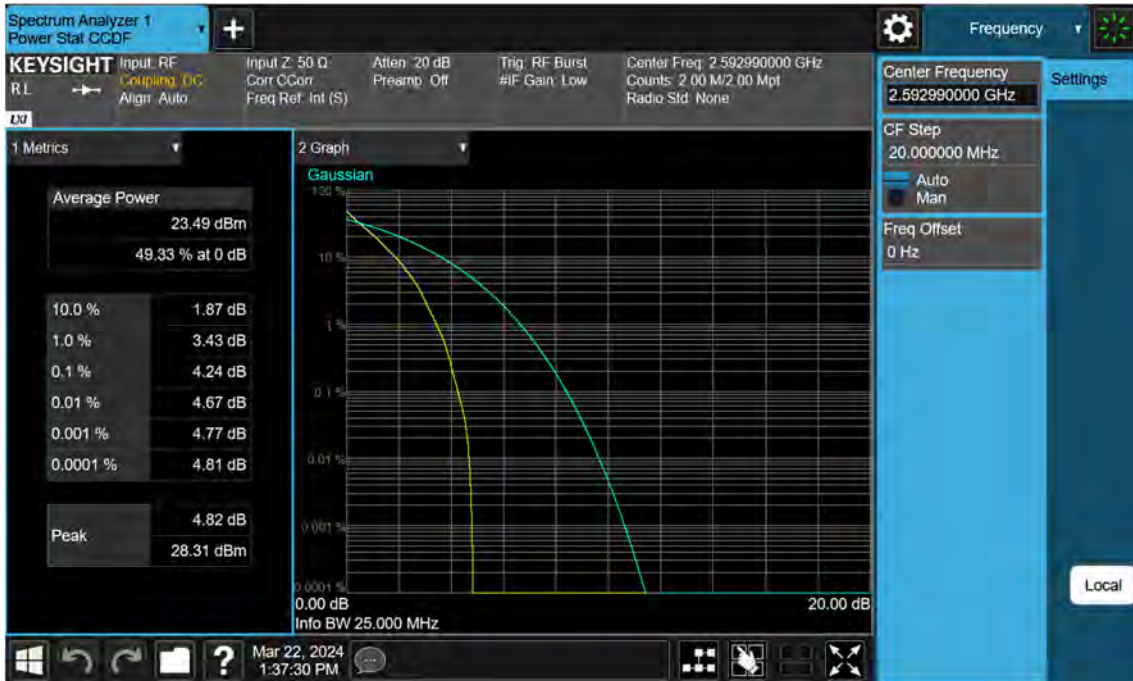 Spectrum Analyzer 1
Power Stat CCDF
+
Frequency
KEYSIGHT
Input: RF
Input Z: 50 Ω
Atten: 20 dB
Trig: RF Burst
Center Freq: 2.592990000 GHz
RL
Coupling: DC
Corr CCorr
Preamp: Off
#IF Gain: Low
Counts: 2.00 M/2.00 Mpt
Align: Auto
Freq Ref: Int (S)
Radio Std: None
LXI
Center Frequency
2.592990000 GHz
Settings
CF Step
20.000000 MHz
Auto
Man
Freq Offset
0 Hz
1 Metrics
Average Power
23.49 dBm
49.33 % at 0 dB
10.0 % 1.87 dB
1.0 % 3.43 dB
0.1 % 4.24 dB
0.01 % 4.67 dB
0.001 % 4.77 dB
0.0001 % 4.81 dB
Peak
4.82 dB
28.31 dBm
2 Graph
Gaussian
100 %
10 %
1 %
0.1 %
0.01 %
0.001 %
0.0001 %
0.00 dB 20.00 dB
Info BW 25.000 MHz
Local
?
Mar 22, 2024
1:37:30 PM